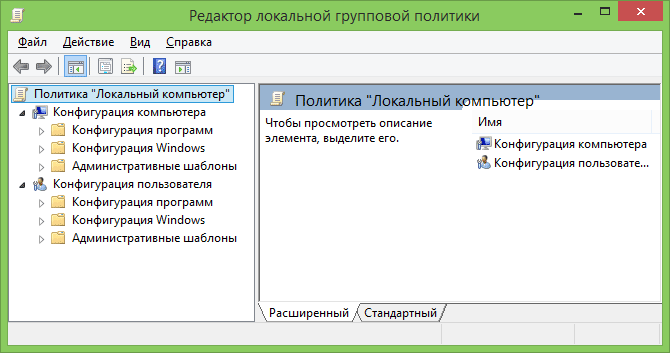 Редактор локальной групповой политики
Файл Действие Вид Справка
Политика "Локальный компьютер"
Конфигурация компьютера
Конфигурация программ
Конфигурация Windows
Административные шаблоны
Конфигурация пользователя
Конфигурация программ
Конфигурация Windows
Административные шаблоны
Политика "Локальный компьютер"
Чтобы просмотреть описание
элемента, выделите его.
Имя
Конфигурация компьютера
Конфигурация пользовате...
Расширенный Стандартный